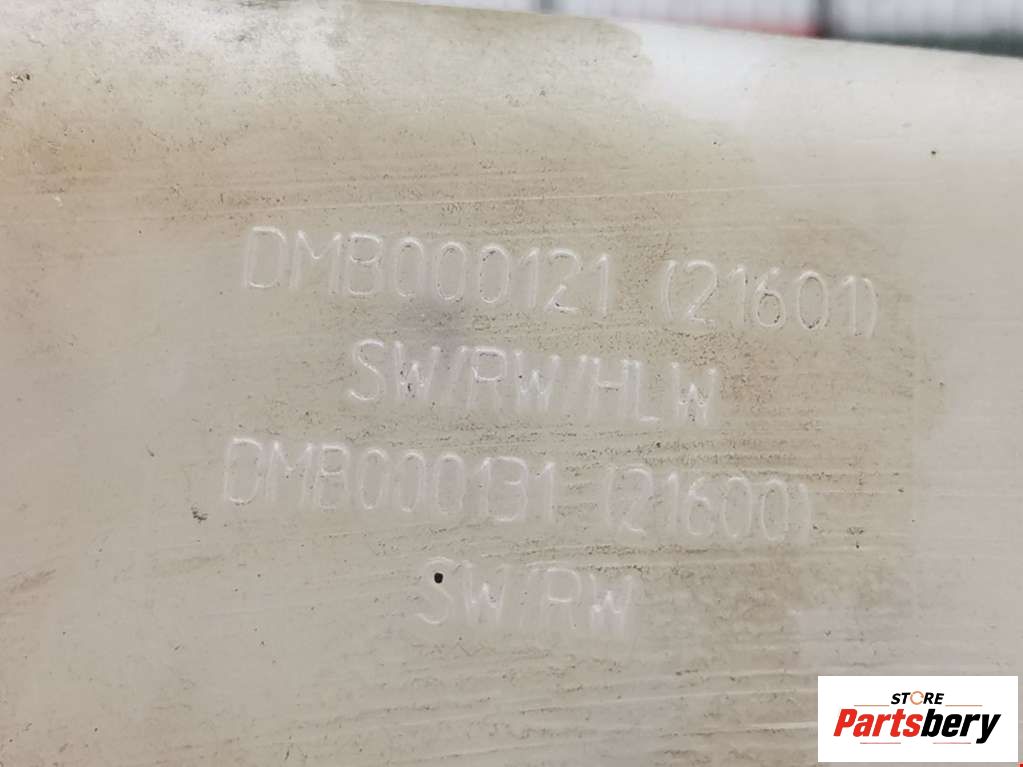 DMB000121 (21601)
SW/RW/HLW
DMB000131 (21600)
SW/RW
STORE
Partsbery